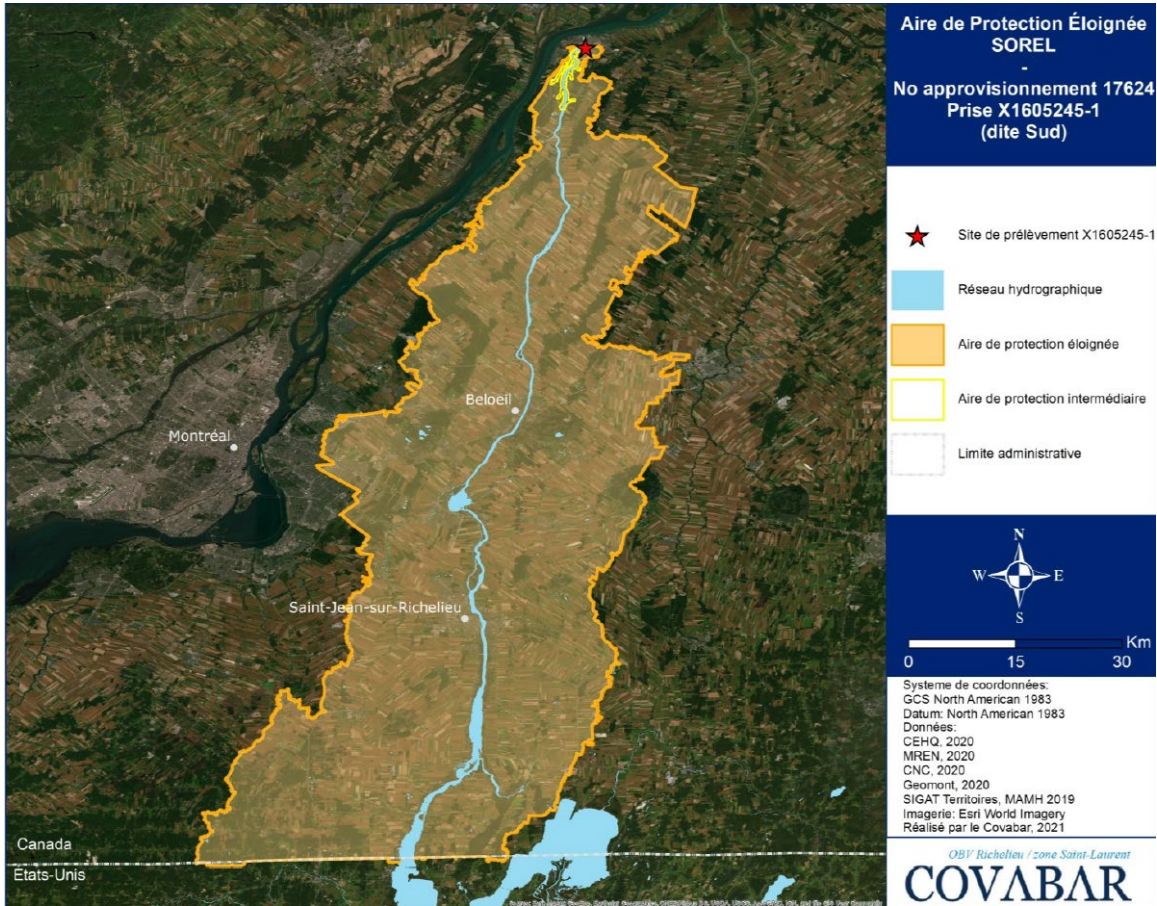 Aire de Protection Éloignée
SOREL
-
No approvisionnement 17624
Prise X1605245-1
(dite Sud)
Site de prélèvement X1605245-1
Réseau hydrographique
Aire de protection éloignée
Aire de protection intermédiaire
Limite administrative
N
W E
S
Km
0 15 30
Systeme de coordonnées:
GCS North American 1983
Datum: North American 1983
Données:
CEHQ, 2020
MREN, 2020
CNC, 2020
Geomont, 2020
SIGAT Territoires, MAMH 2019
Imagerie: Esri World Imagery
Réalisé par le Covabar, 2021
OBV Richelieu / zone Saint-Laurent
COVABAR
Beloeil
Montréal
Saint-Jean-sur-Richelieu
Canada
Etats-Unis